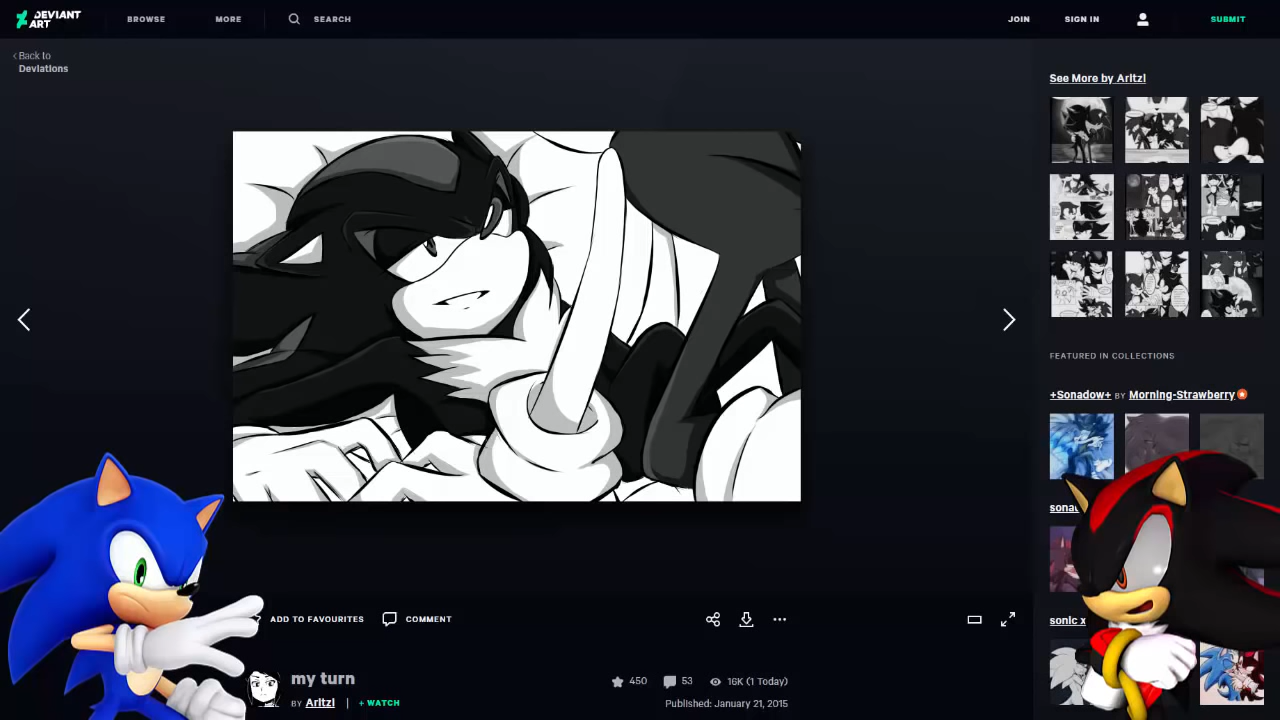 DEVIANT
ART
BROWSE
MORE
SEARCH
JOIN
SIGN IN
SUBMIT
Back to
Deviations
See More by Aritzl
FEATURED IN COLLECTIONS
+Sonadow+ BY Morning-Strawberry
sonic x
ADD TO FAVOURITES
COMMENT
my turn
BY Aritzl | + WATCH
450
53
16K (1 Today)
Published: January 21, 2015